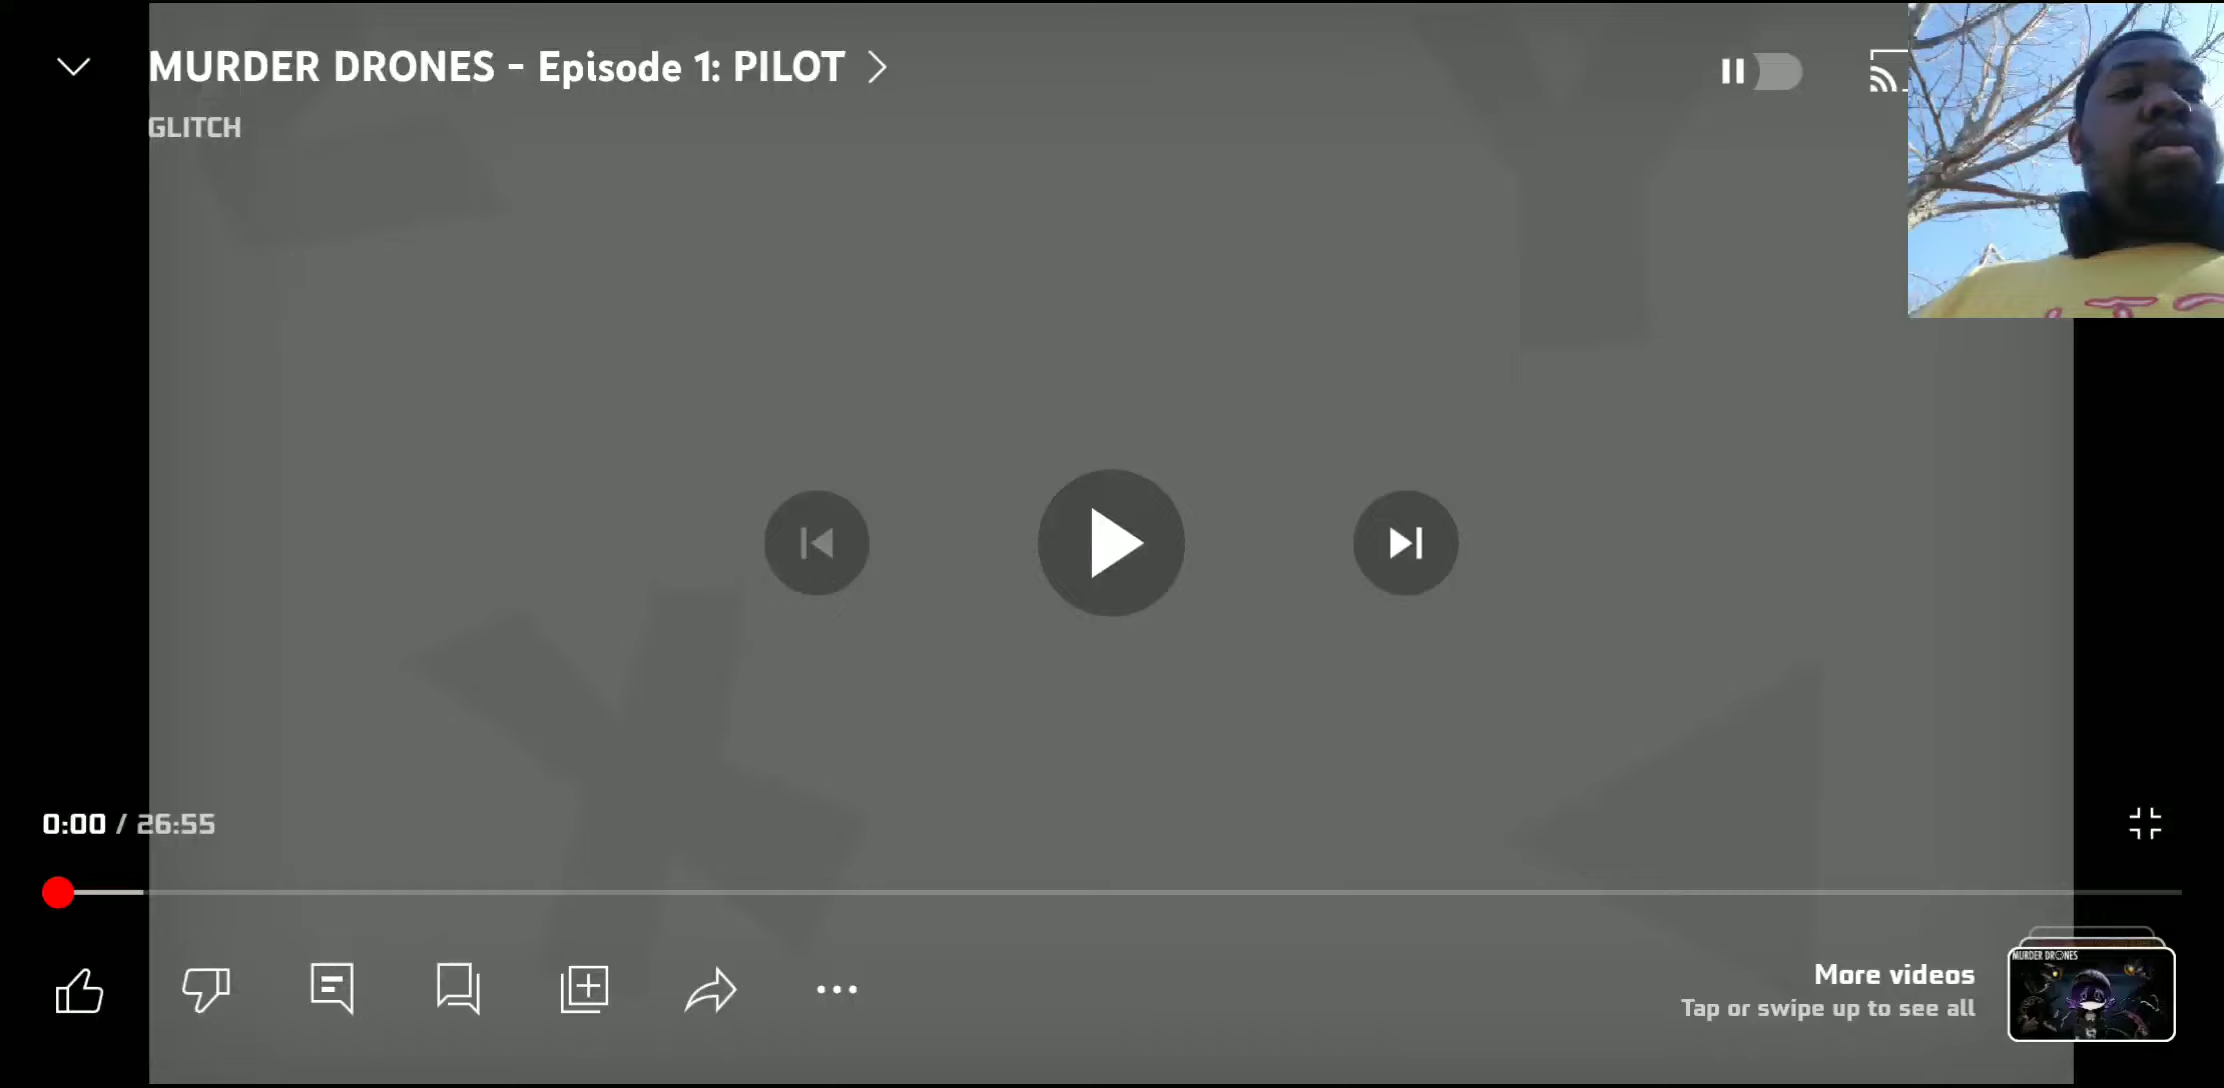 MURDER DRONES - Episode 1: PILOT
GLITCH
0:00 / 26:55
More videos
Tap or swipe up to see all
MURDER DRONES